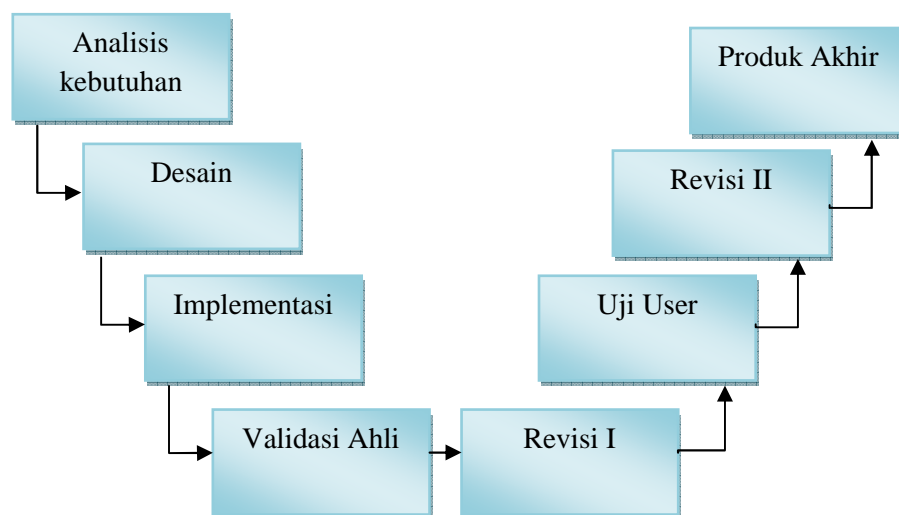 Analisis
kebutuhan
Desain
Implementasi
Validasi Ahli
Revisi I
Uji User
Revisi II
Produk Akhir